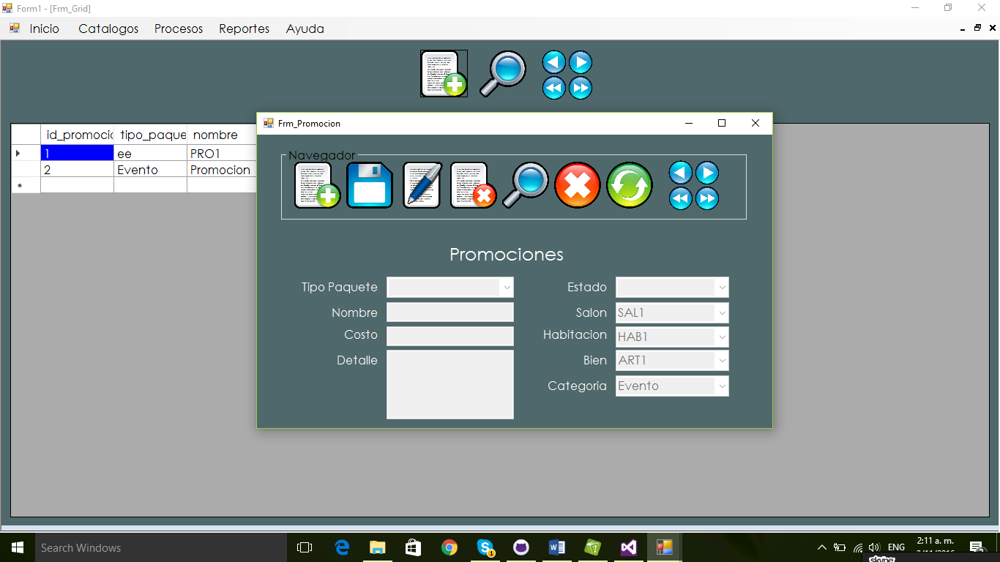 Form1 - [Frm_Grid]
Inicio Catalogos Procesos Reportes Ayuda
id_promocio tipo_paque nombre
1 ee PRO1
2 Evento Promocion
*
Frm_Promocion
Navegador
Promociones
Tipo Paquete
Nombre
Costo
Detalle
Estado
Salon SAL1
Habitacion HAB1
Bien ART1
Categoria Evento
Search Windows
ENG
2:11 a. m.
skype